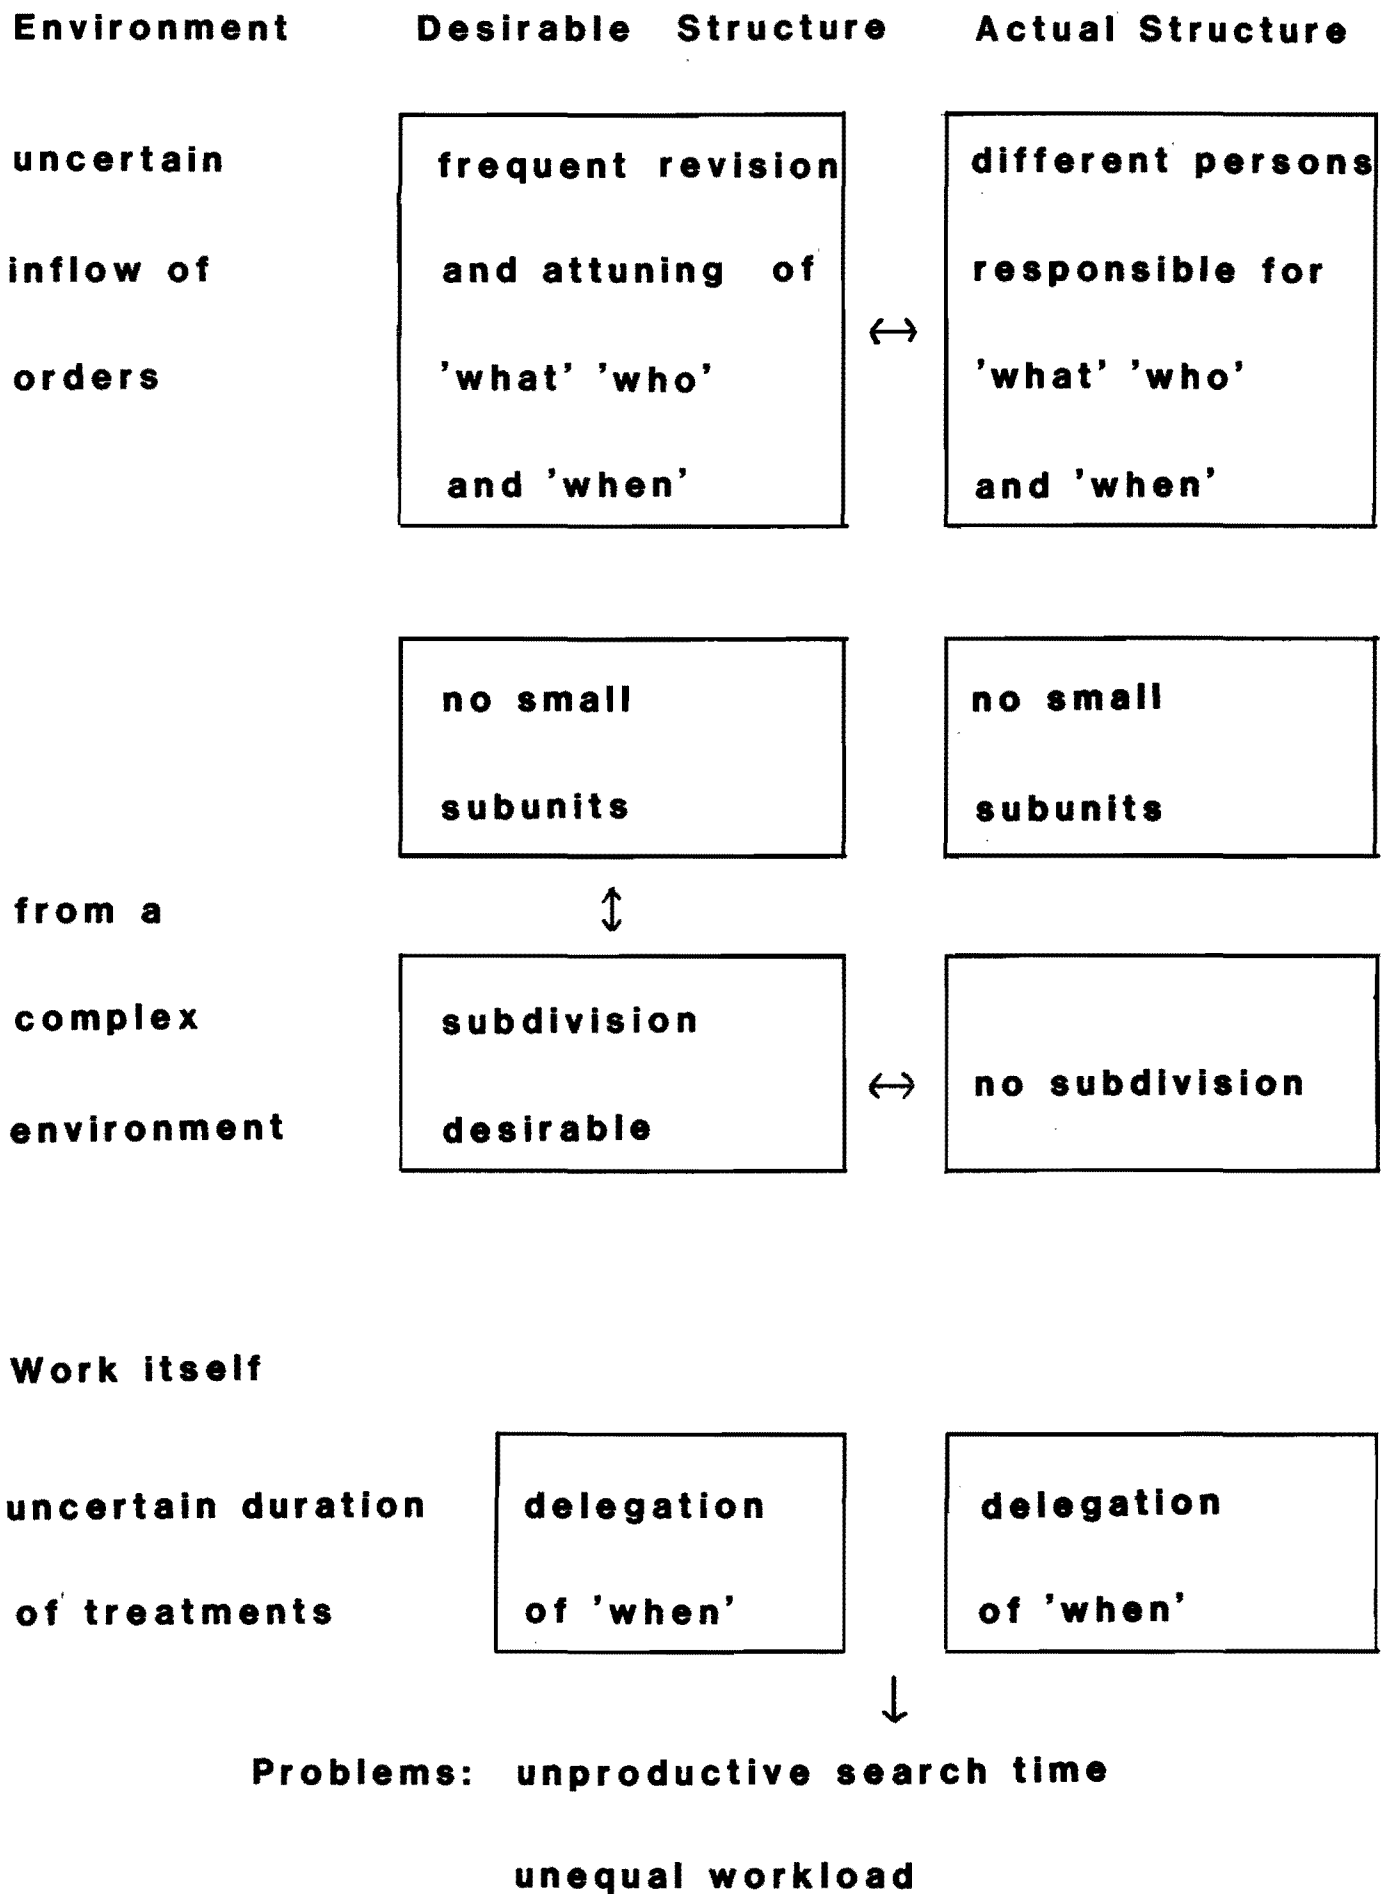 Environment Desirable Structure Actual Structure
uncertain
inflow of
orders
frequent revision
and attuning of
'what' 'who'
and 'when'
different persons
responsible for
'what' 'who'
and 'when'
no small
subunits
no small
subunits
from a
complex
environment
subdivision
desirable
no subdivision
Work itself
uncertain duration
of treatments
delegation
of 'when'
delegation
of 'when'
Problems: unproductive search time
unequal workload